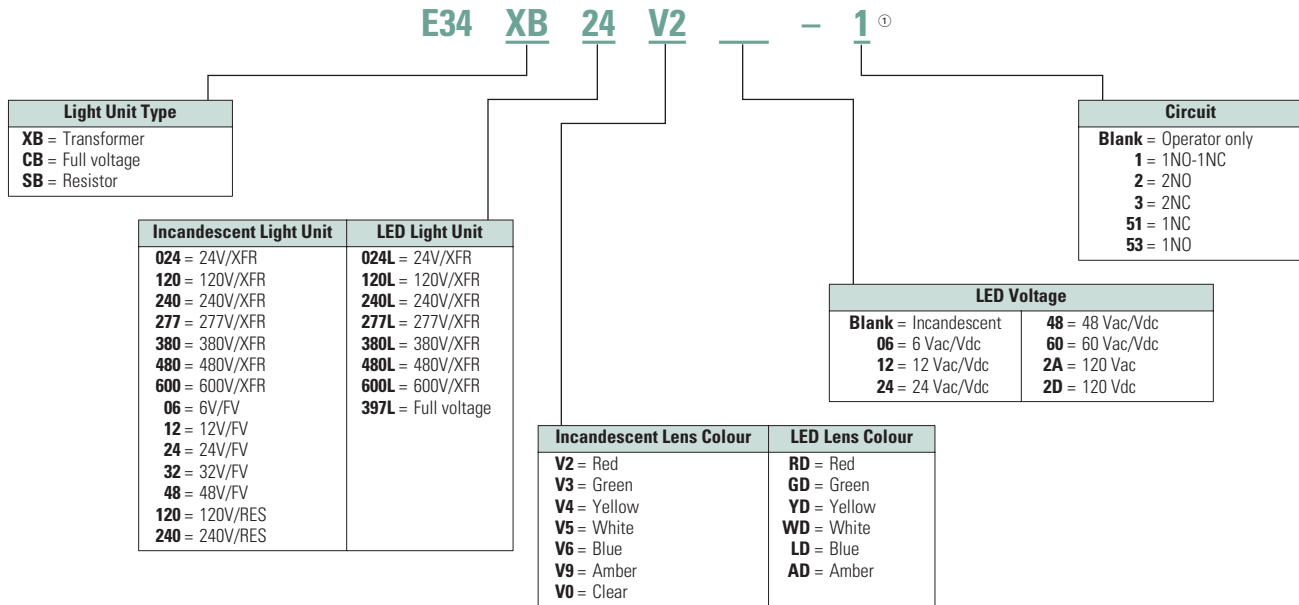 E34 XB 24 V2 – 1 ①
Light Unit Type
XB = Transformer
CB = Full voltage
SB = Resistor
Incandescent Light Unit
024 = 24V/XFR
120 = 120V/XFR
240 = 240V/XFR
277 = 277V/XFR
380 = 380V/XFR
480 = 480V/XFR
600 = 600V/XFR
06 = 6V/FV
12 = 12V/FV
24 = 24V/FV
32 = 32V/FV
48 = 48V/FV
120 = 120V/RES
240 = 240V/RES
LED Light Unit
024L = 24V/XFR
120L = 120V/XFR
240L = 240V/XFR
277L = 277V/XFR
380L = 380V/XFR
480L = 480V/XFR
600L = 600V/XFR
397L = Full voltage
Incandescent Lens Colour
V2 = Red
V3 = Green
V4 = Yellow
V5 = White
V6 = Blue
V9 = Amber
V0 = Clear
LED Lens Colour
RD = Red
GD = Green
YD = Yellow
WD = White
LD = Blue
AD = Amber
LED Voltage
Blank = Incandescent
06 = 6 Vac/Vdc
12 = 12 Vac/Vdc
24 = 24 Vac/Vdc
48 = 48 Vac/Vdc
60 = 60 Vac/Vdc
2A = 120 Vac
2D = 120 Vdc
Circuit
Blank = Operator only
1 = 1NO-1NC
2 = 2NO
3 = 2NC
51 = 1NC
53 = 1NO